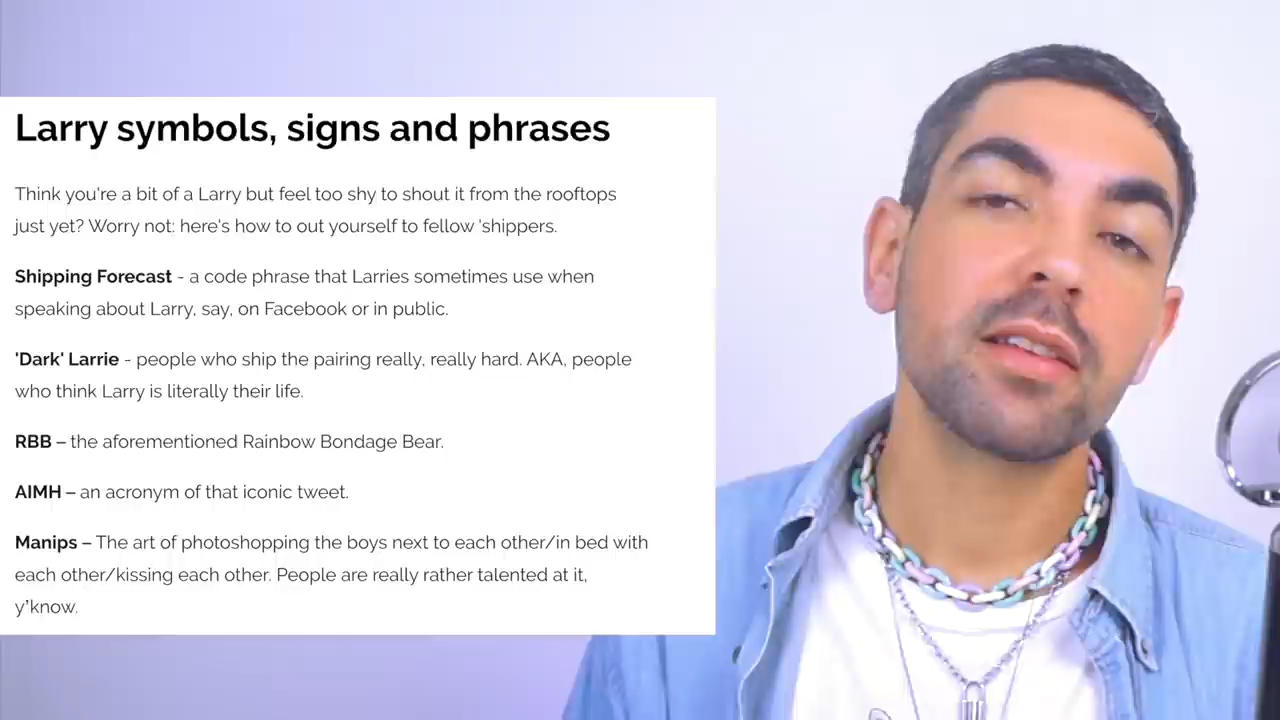 Larry symbols, signs and phrases
Think you're a bit of a Larry but feel too shy to shout it from the rooftops
just yet? Worry not: here's how to out yourself to fellow 'shippers.
Shipping Forecast - a code phrase that Larries sometimes use when
speaking about Larry, say, on Facebook or in public.
'Dark' Larrie - people who ship the pairing really, really hard. AKA, people
who think Larry is literally their life.
RBB – the aforementioned Rainbow Bondage Bear.
AIMH – an acronym of that iconic tweet.
Manips – The art of photoshopping the boys next to each other/in bed with
each other/kissing each other. People are really rather talented at it,
y’know.